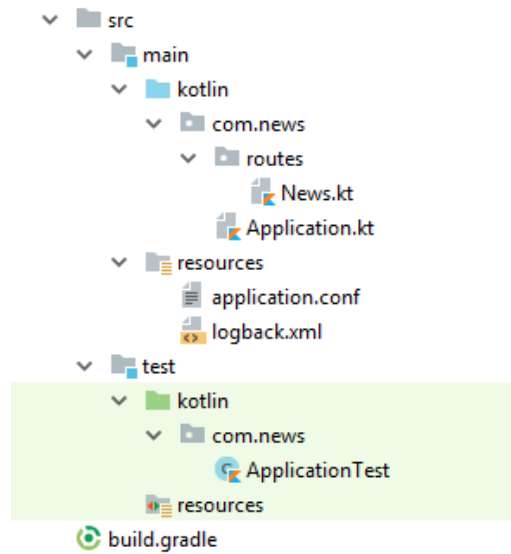 src
main
kotlin
com.news
routes
News.kt
Application.kt
resources
application.conf
logback.xml
test
kotlin
com.news
ApplicationTest
resources
build.gradle